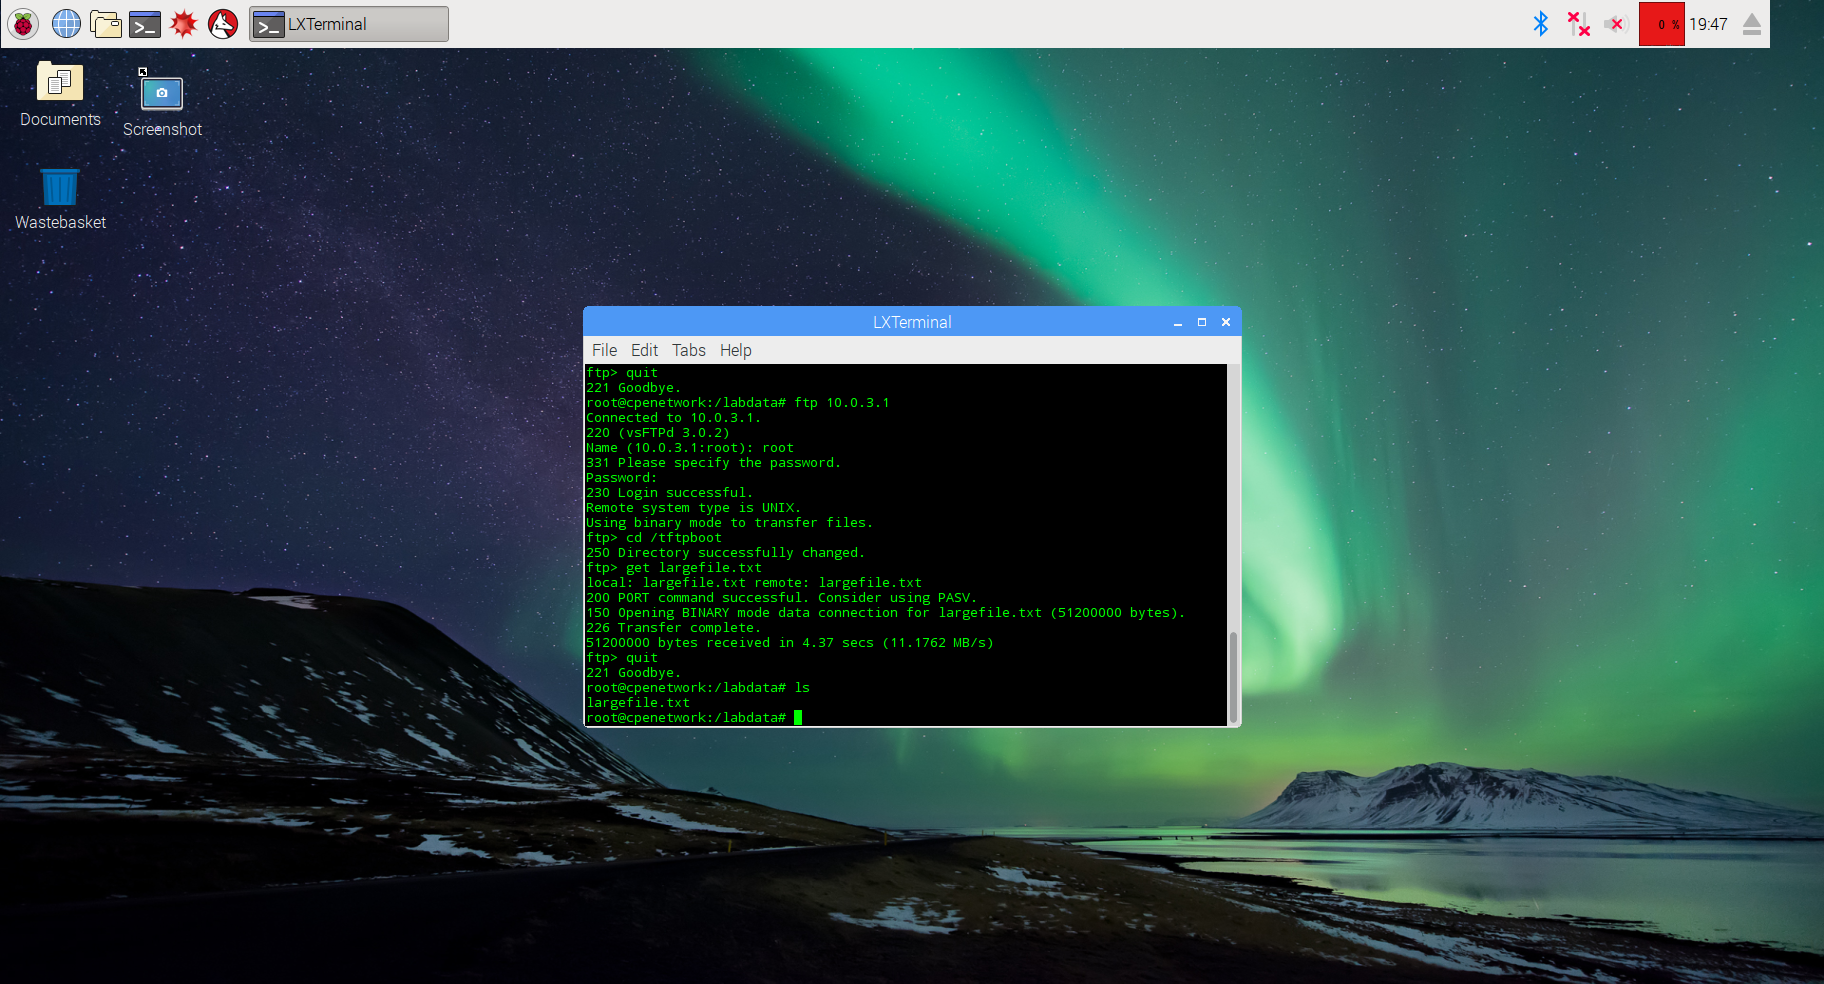 LXTerminal
0 %
19:47
Documents
Screenshot
Wastebasket
LXTerminal
File Edit Tabs Help
ftp> quit
221 Goodbye.
root@cpenetwork:/labdata# ftp 10.0.3.1
Connected to 10.0.3.1.
220 (vsFTPd 3.0.2)
Name (10.0.3.1:root): root
331 Please specify the password.
Password:
230 Login successful.
Remote system type is UNIX.
Using binary mode to transfer files.
ftp> cd /tftpboot
250 Directory successfully changed.
ftp> get largefile.txt
local: largefile.txt remote: largefile.txt
200 PORT command successful. Consider using PASV.
150 Opening BINARY mode data connection for largefile.txt (51200000 bytes).
226 Transfer complete.
51200000 bytes received in 4.37 secs (11.1762 MB/s)
ftp> quit
221 Goodbye.
root@cpenetwork:/labdata# ls
largefile.txt
root@cpenetwork:/labdata#